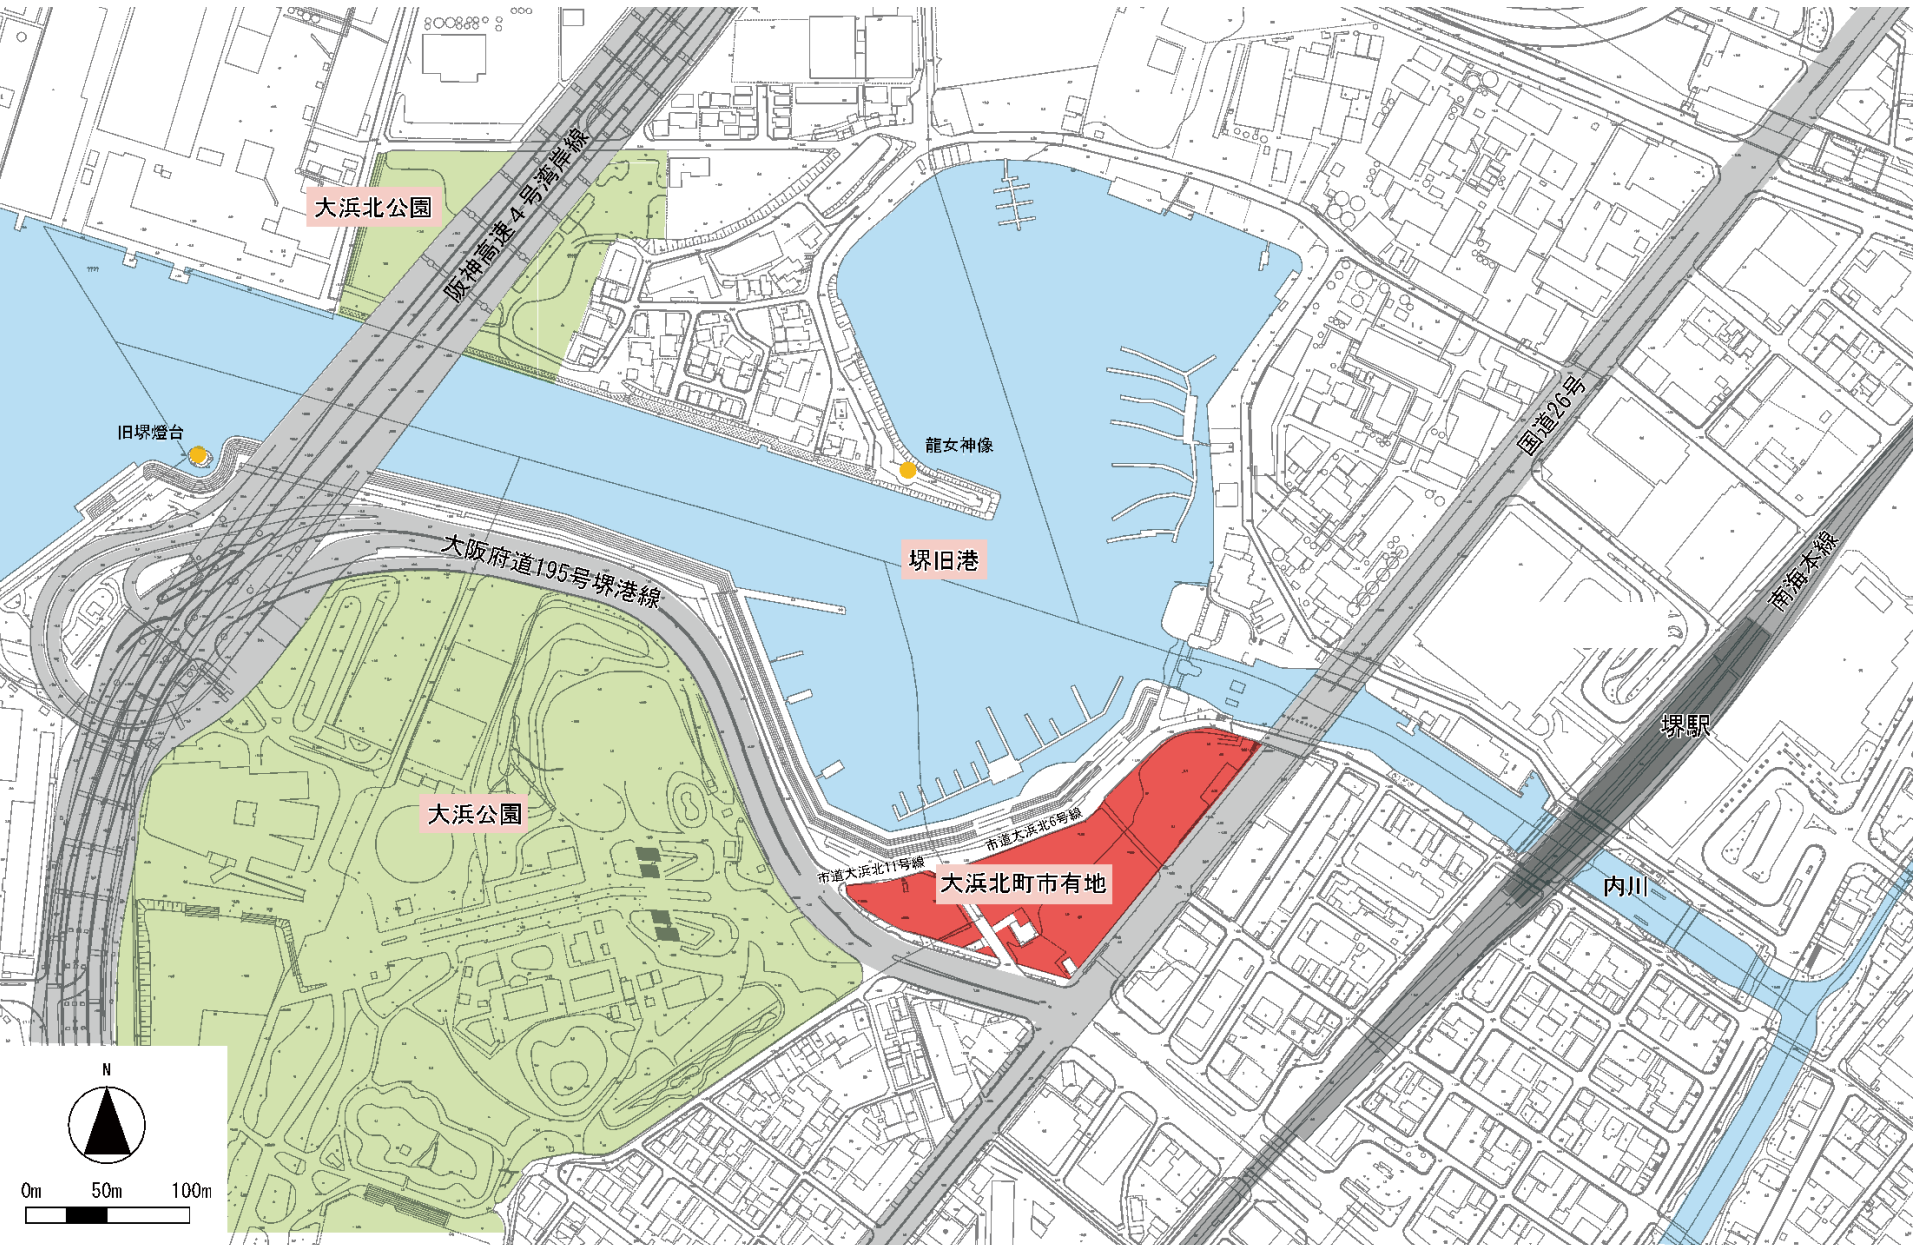 大浜北公園
阪神高速4号湾岸線
旧堺燈台
龍女神像
国道26号
大阪府道195号堺港線
堺旧港
南海本線
堺駅
大浜公園
市道大浜北6号線
市道大浜北11号線
大浜北町市有地
内川
N
0m 50m 100m